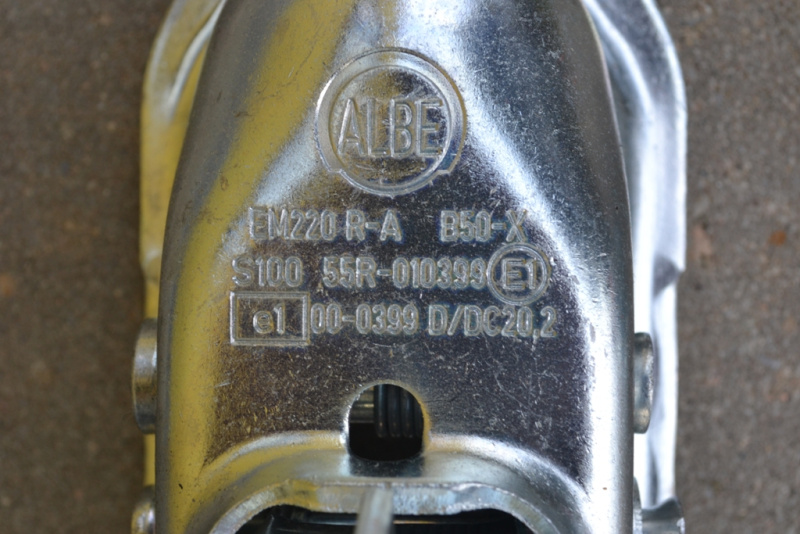 ALBE
EM220 R-A B50-X
S100 55R-010399 E1
e1 00-0399 D/DC20,2